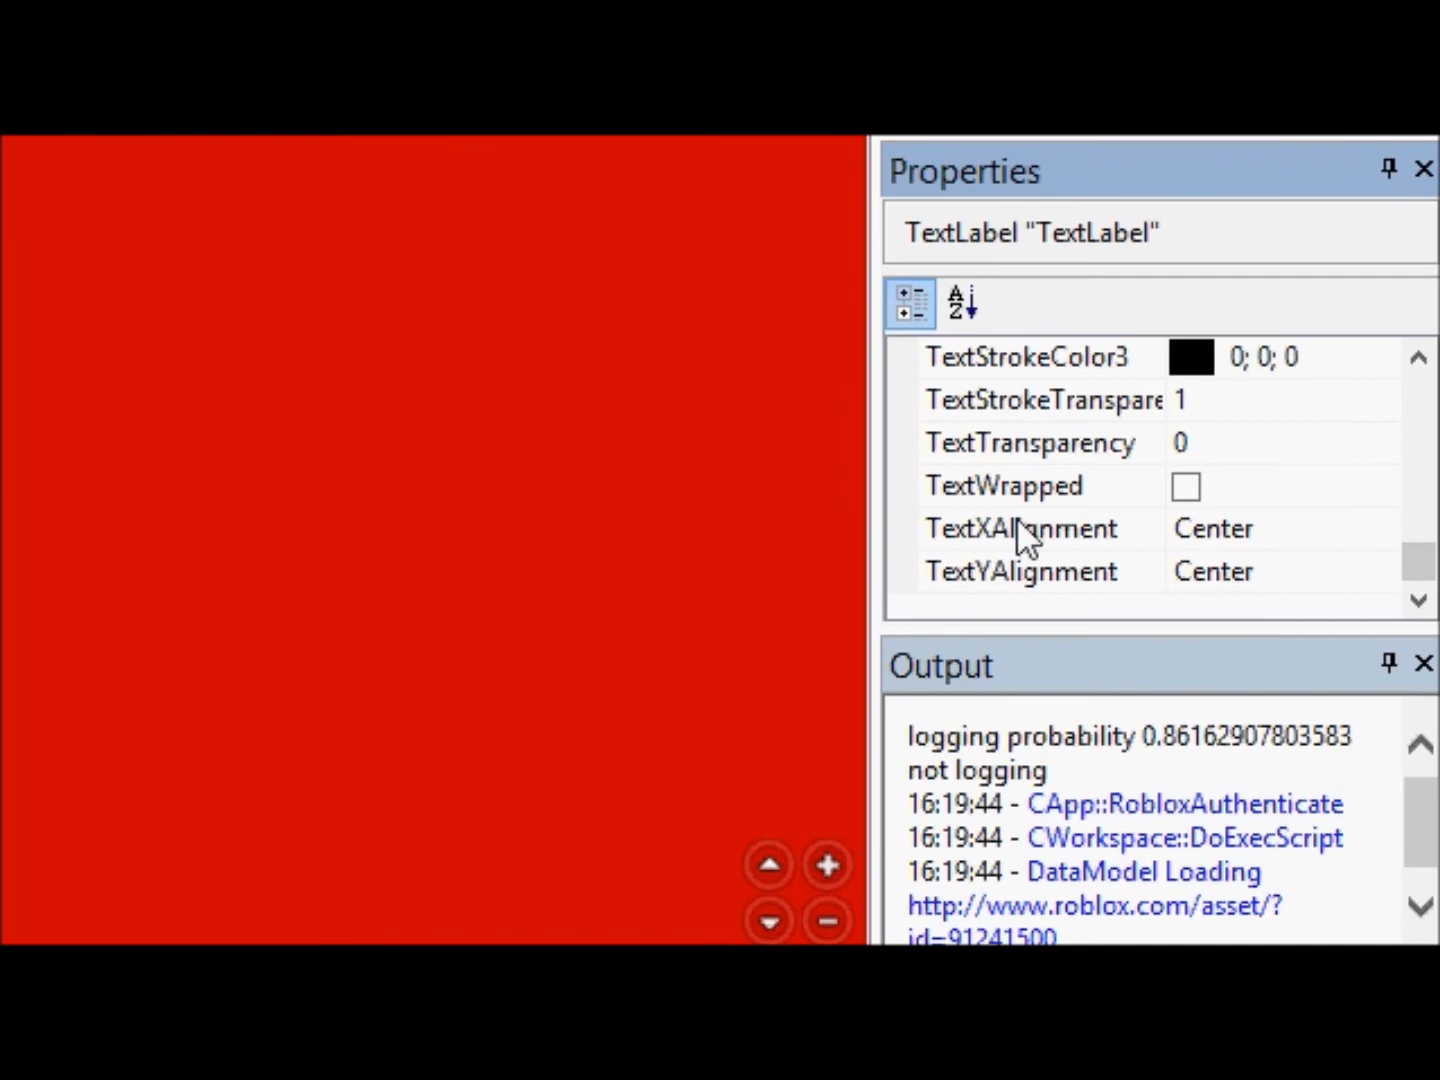 Properties
TextLabel "TextLabel"
TextStrokeColor3 0; 0; 0
TextStrokeTranspare 1
TextTransparency 0
TextWrapped
TextXAlignment Center
TextYAlignment Center
Output
logging probability 0.86162907803583
not logging
16:19:44 - CApp::RobloxAuthenticate
16:19:44 - CWorkspace::DoExecScript
16:19:44 - DataModel Loading
http://www.roblox.com/asset/?
id=91241500